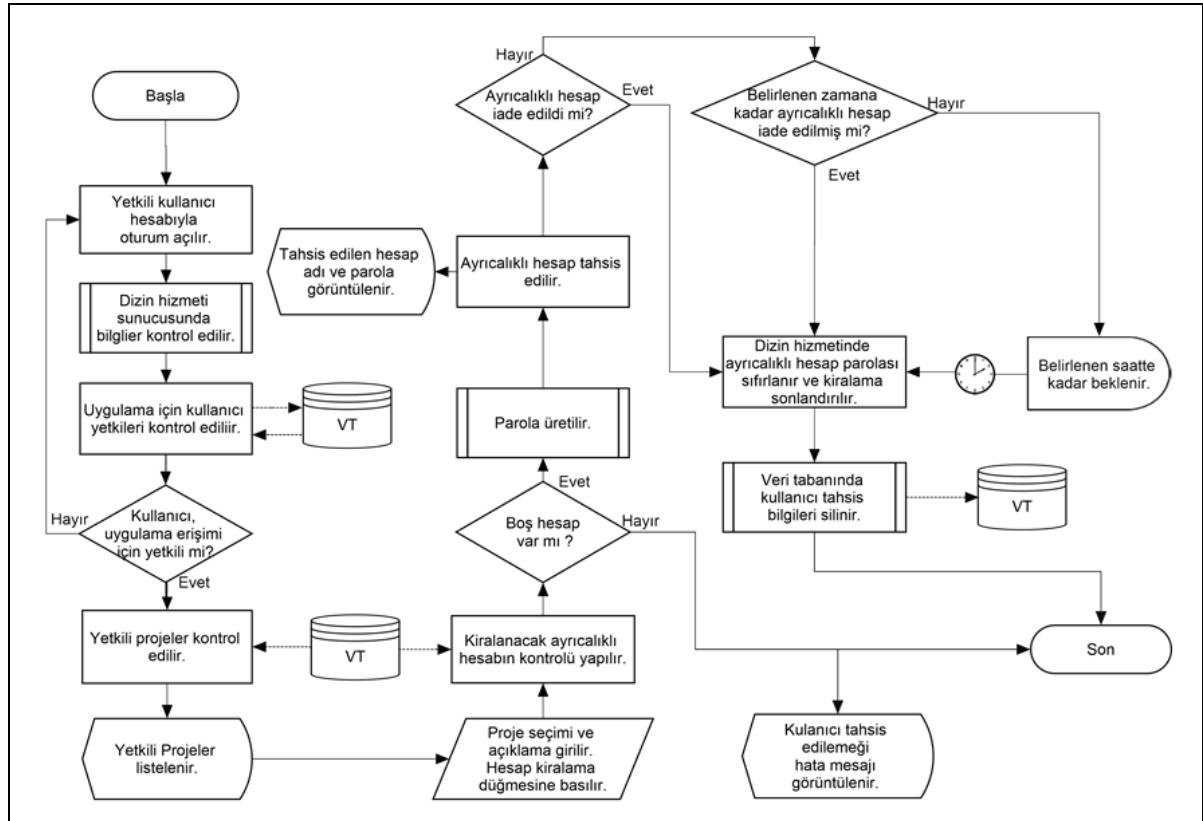 Başla
Yetkili kullanıcı
hesabıyla
oturum açılır.
Dizin hizmeti
sunucusunda
bilglier kontrol edilir.
Uygulama için kullanıcı
yetkileri kontrol ediliir.
VT
Hayır
Kullanıcı,
uygulama erişimi
için yetkili mi?
Evet
Yetkili projeler kontrol
edilir.
VT
Yetkili Projeler
listelenir.
Proje seçimi ve
açıklama girilir.
Hesap kiralama
düğmesine basılır.
Kiralanacak ayrıcalıklı
hesabın kontrolü yapılır.
Boş hesap
var mı ?
Evet
Hayır
Parola üretilir.
Ayrıcalıklı hesap tahsis
edilir.
Tahsis edilen hesap
adı ve parola
görüntülenir.
Ayrıcalıklı hesap
iade edildi mi?
Hayır
Evet
Belirlenen zamana
kadar ayrıcalıklı hesap
iade edilmiş mi?
Hayır
Evet
Belirlenen saatte
kadar beklenir.
Dizin hizmetinde
ayrıcalıklı hesap parolası
sıfırlanır ve kiralama
sonlandırılır.
Veri tabanında
kullanıcı tahsis
bilgileri silinir.
VT
Son
Kulanıcı tahsis
edilemeği
hata mesajı
görüntülenir.